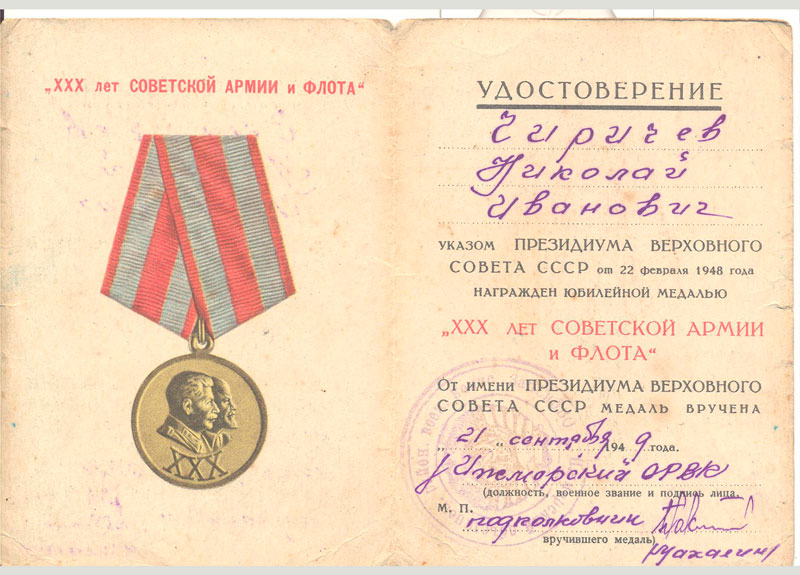 „XXX лет СОВЕТСКОЙ АРМИИ и ФЛОТА“
XXX
УДОСТОВЕРЕНИЕ
Чиричев
Николай
Иванович
УКАЗОМ ПРЕЗИДИУМА ВЕРХОВНОГО
СОВЕТА СССР от 22 февраля 1948 года
НАГРАЖДЕН ЮБИЛЕЙНОЙ МЕДАЛЬЮ
„XXX ЛЕТ СОВЕТСКОЙ АРМИИ
и ФЛОТА“
От имени ПРЕЗИДИУМА ВЕРХОВНОГО
СОВЕТА СССР МЕДАЛЬ ВРУЧЕНА
„21“ сентября 1949 года.
Ижморский ОРВК
(должность, военное звание и подпись лица,
М. П. подполковник
вручившего медаль)